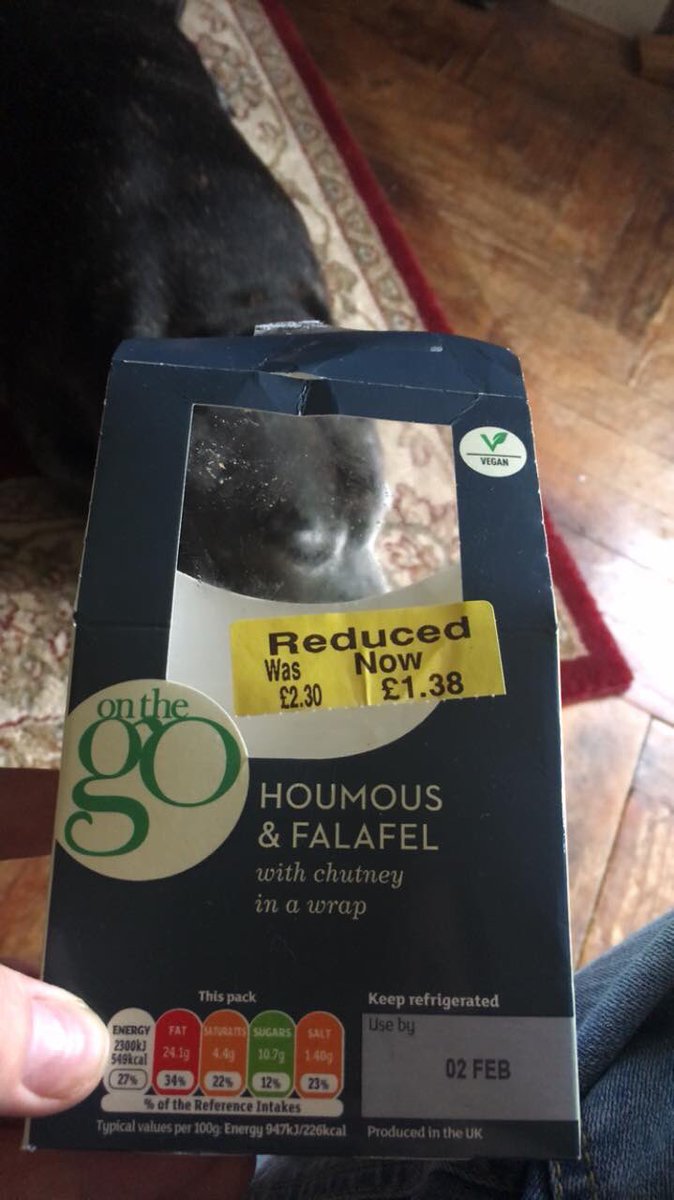 VEGAN
Reduced
Was Now
£2.30 £1.38
on the
go
HOUMOUS
& FALAFEL
with chutney
in a wrap
This pack
ENERGY FAT SATURATES SUGARS SALT
2300kJ
549kcal 24.1g 4.4g 10.7g 1.40g
27% 34% 22% 12% 23%
% of the Reference Intakes
Typical values per 100g: Energy 947kJ/226kcal
Keep refrigerated
Use by
02 FEB
Produced in the UK